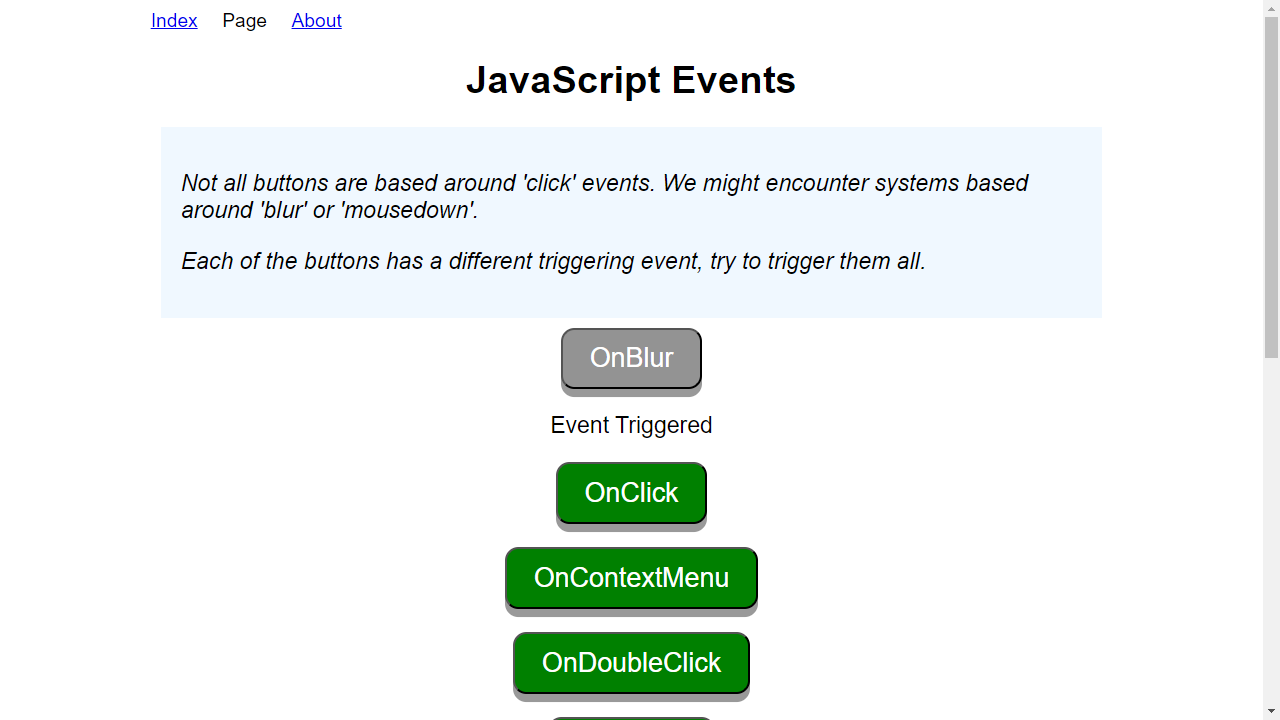 Index Page About
JavaScript Events
Not all buttons are based around 'click' events. We might encounter systems based
around 'blur' or 'mousedown'.
Each of the buttons has a different triggering event, try to trigger them all.
OnBlur
Event Triggered
OnClick
OnContextMenu
OnDoubleClick